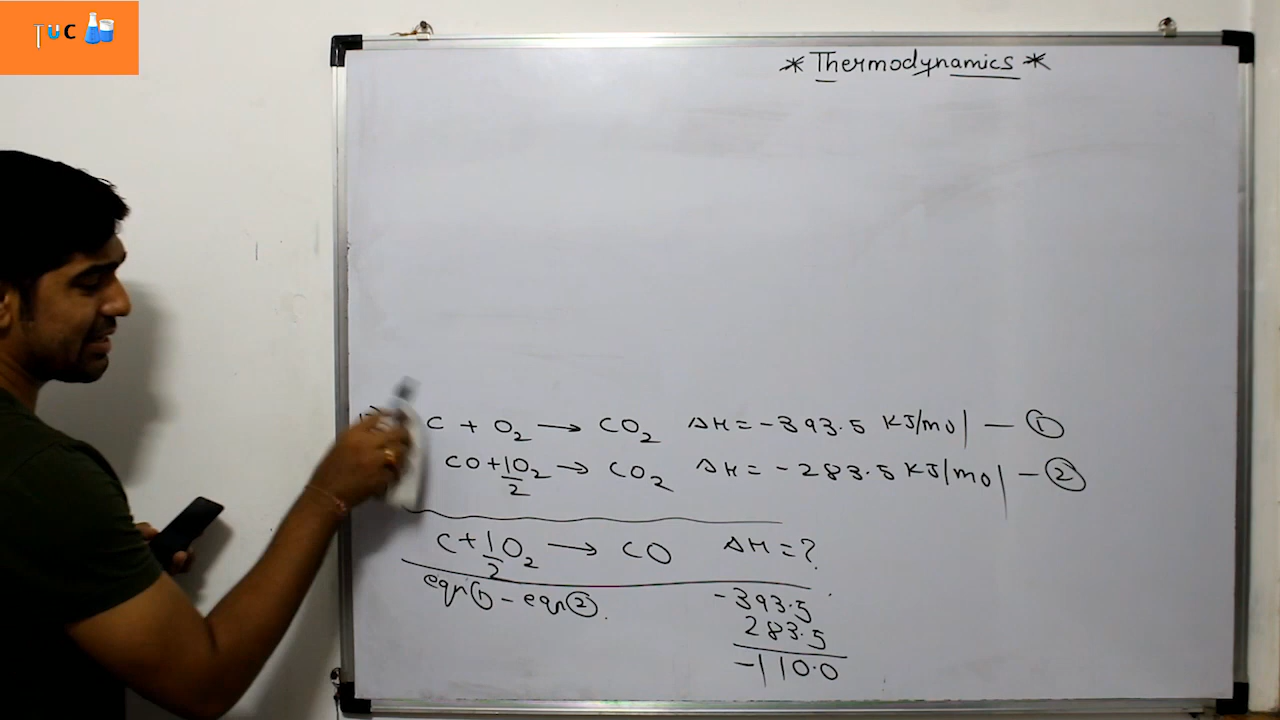 TUC
* Thermodynamics *
C + O₂ → CO₂ ΔH = -393.5 KJ/mol — ①
CO + 1/2 O₂ → CO₂ ΔH = -283.5 KJ/mol — ②
C + 1/2 O₂ → CO ΔH = ?
eqn ① - eqn ②.
-393.5
283.5
-110.0